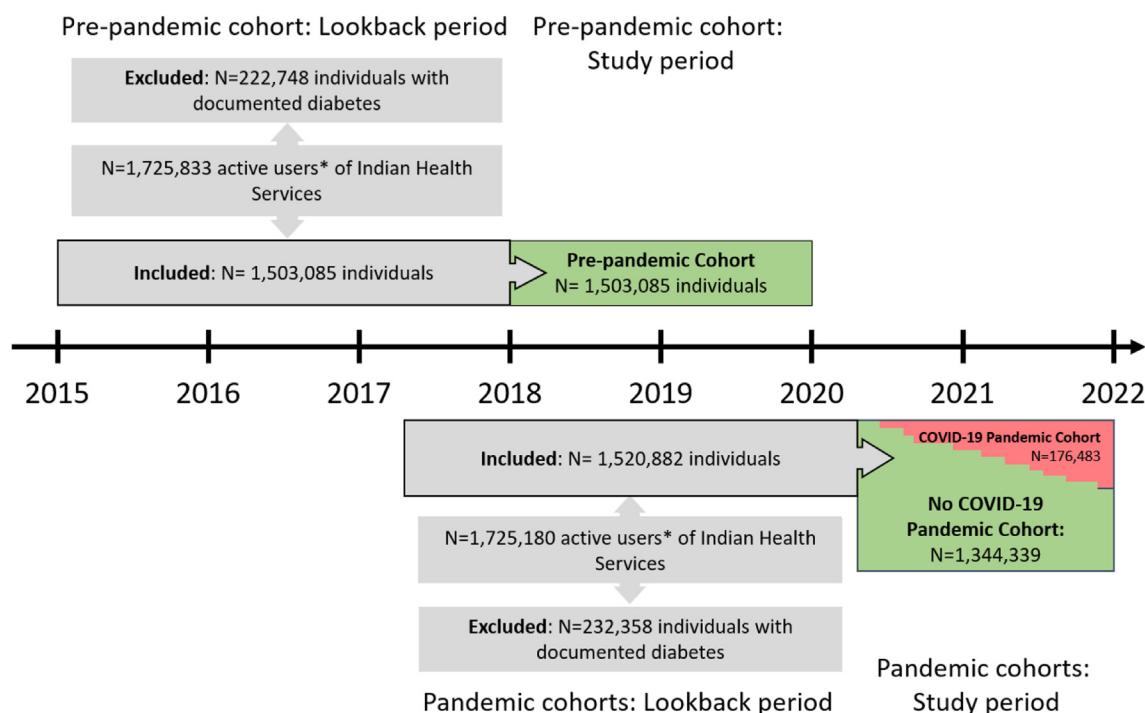 Pre-pandemic cohort: Lookback period
Pre-pandemic cohort:
Study period
Excluded: N=222,748 individuals with
documented diabetes
N=1,725,833 active users* of Indian Health
Services
Included: N= 1,503,085 individuals
Pre-pandemic Cohort
N= 1,503,085 individuals
2015
2016
2017
2018
2019
2020
2021
2022
Included: N= 1,520,882 individuals
COVID-19 Pandemic Cohort
N=176,483
No COVID-19
Pandemic Cohort:
N=1,344,339
N=1,725,180 active users* of Indian Health
Services
Excluded: N=232,358 individuals with
documented diabetes
Pandemic cohorts: Lookback period
Pandemic cohorts:
Study period